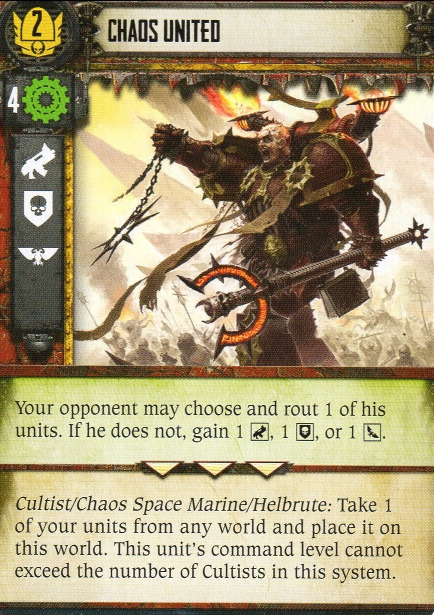 2
CHAOS UNITED
4
Your opponent may choose and rout 1 of his
units. If he does not, gain 1 , 1 , or 1 .
Cultist/Chaos Space Marine/Helbrute: Take 1
of your units from any world and place it on
this world. This unit's command level cannot
exceed the number of Cultists in this system.